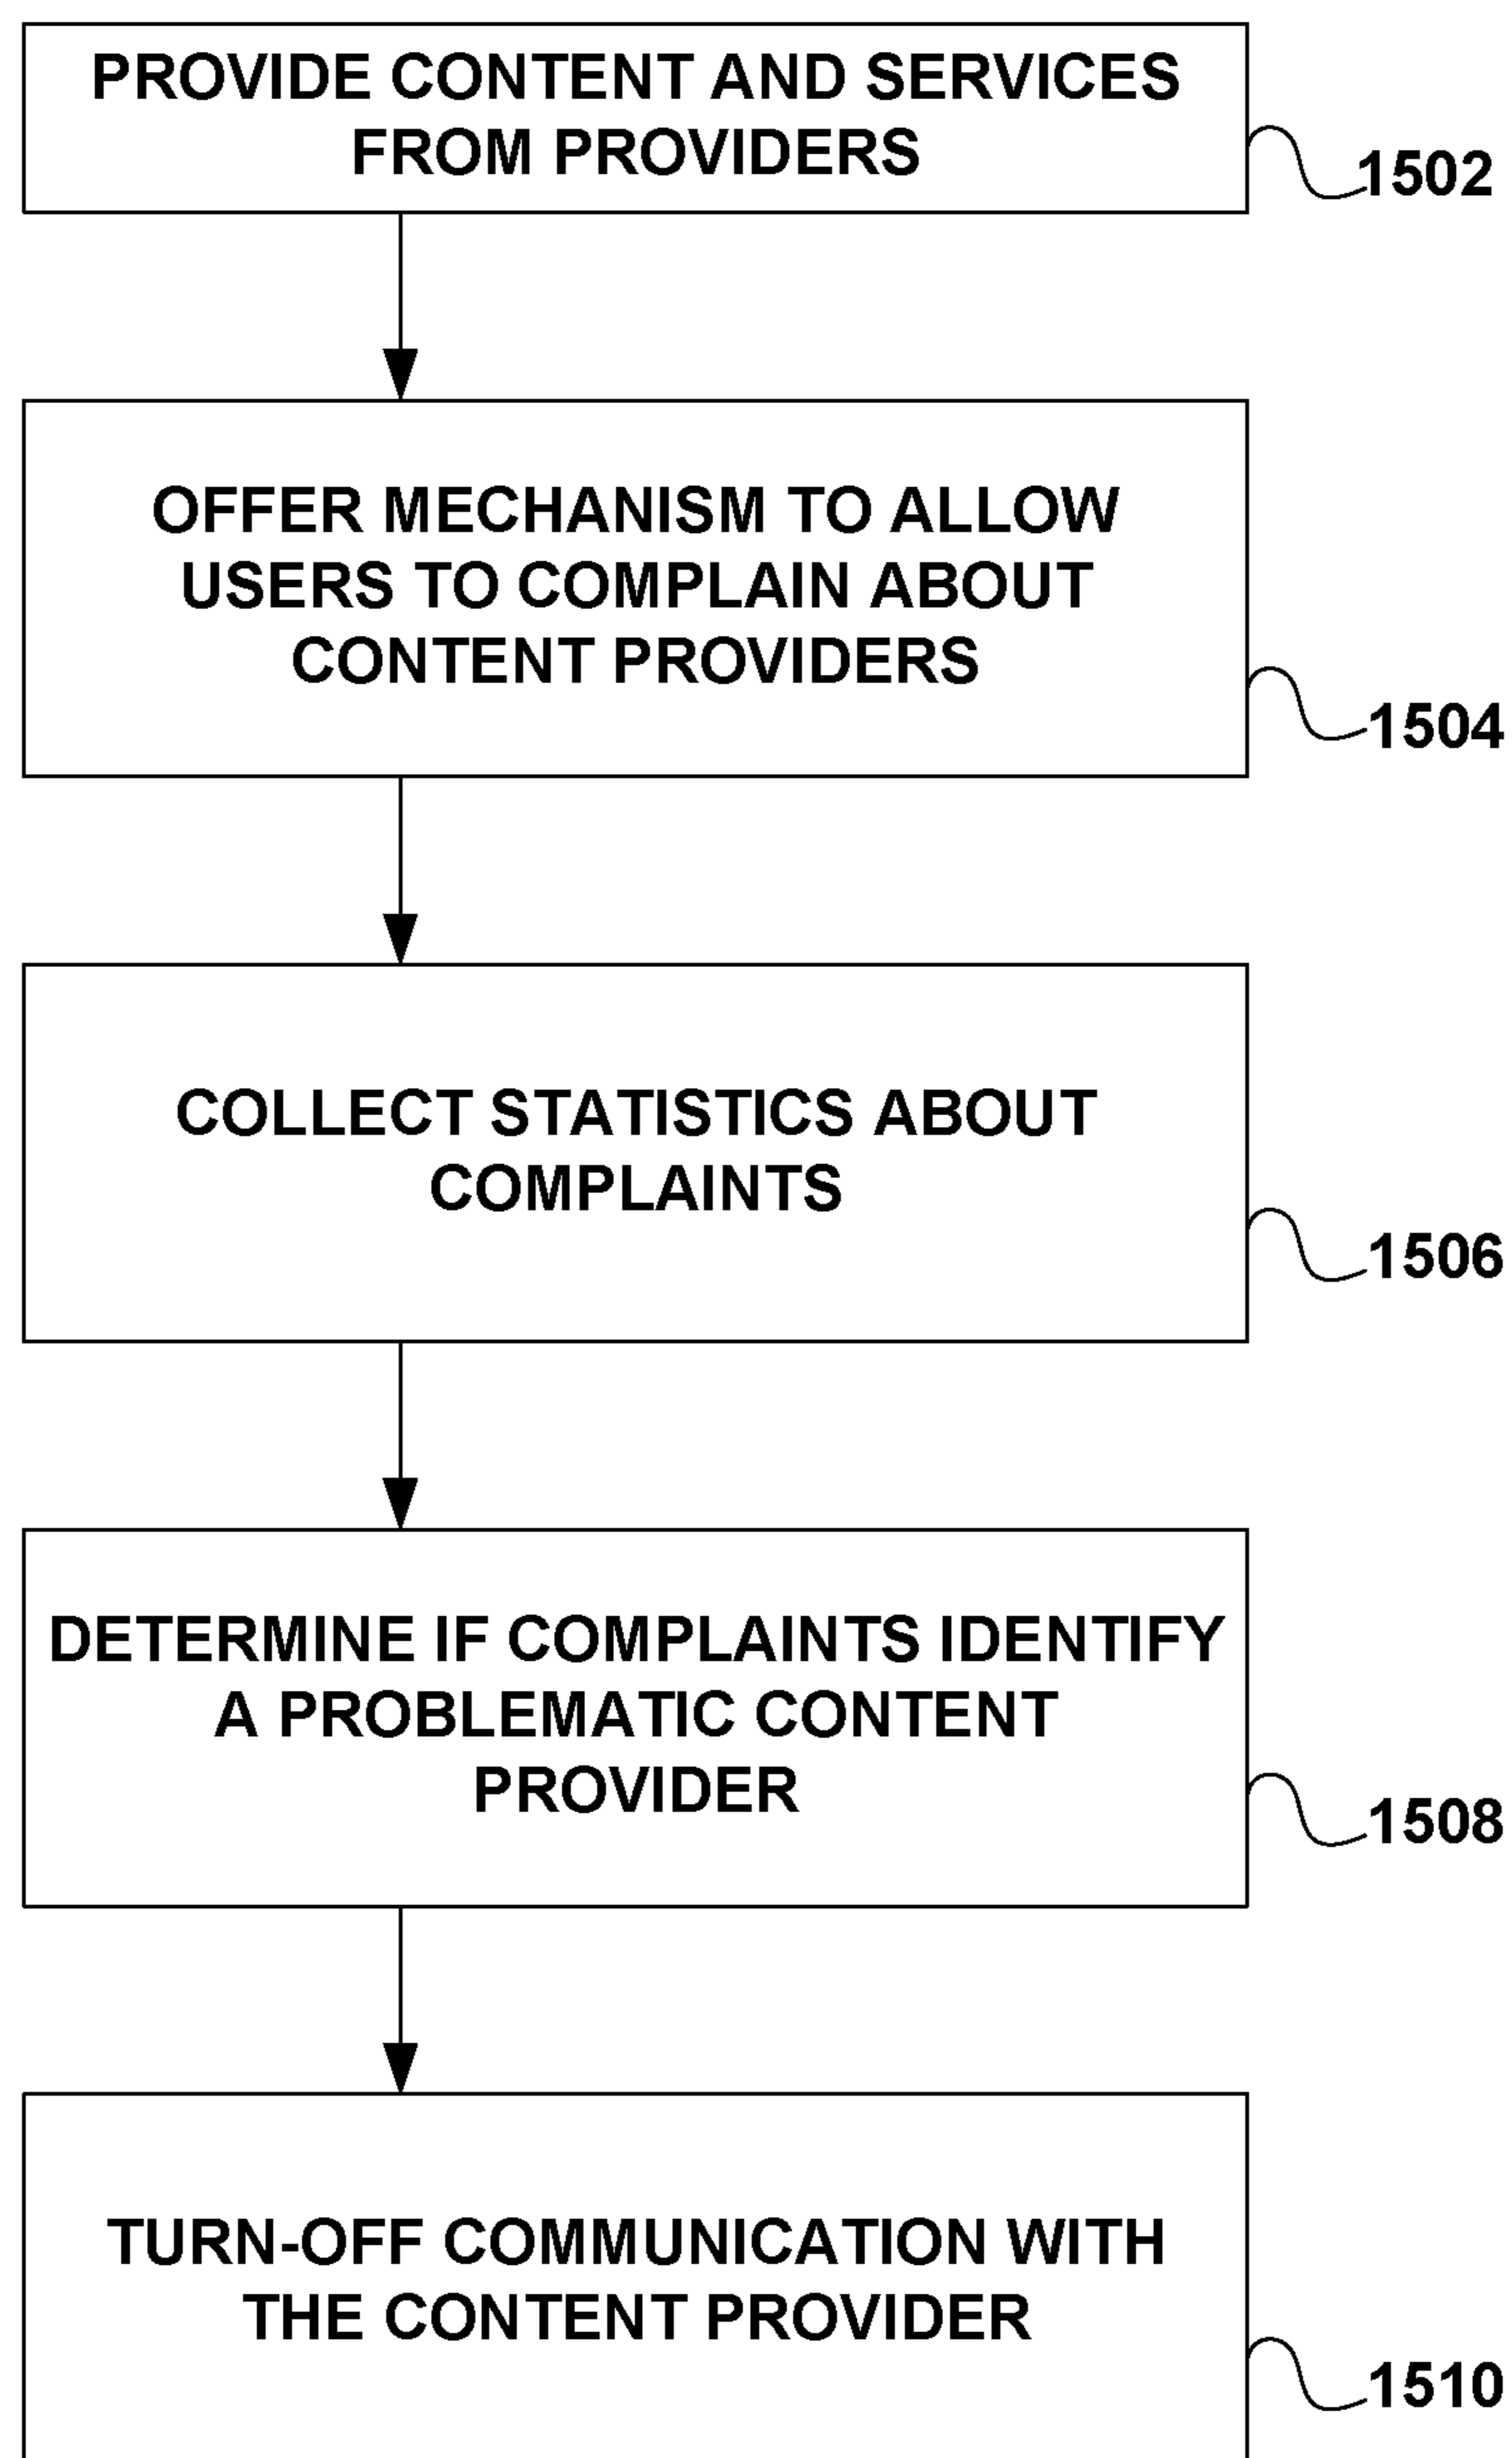 PROVIDE CONTENT AND SERVICES
FROM PROVIDERS
1502
OFFER MECHANISM TO ALLOW
USERS TO COMPLAIN ABOUT
CONTENT PROVIDERS
1504
COLLECT STATISTICS ABOUT
COMPLAINTS
1506
DETERMINE IF COMPLAINTS IDENTIFY
A PROBLEMATIC CONTENT
PROVIDER
1508
TURN-OFF COMMUNICATION WITH
THE CONTENT PROVIDER
1510